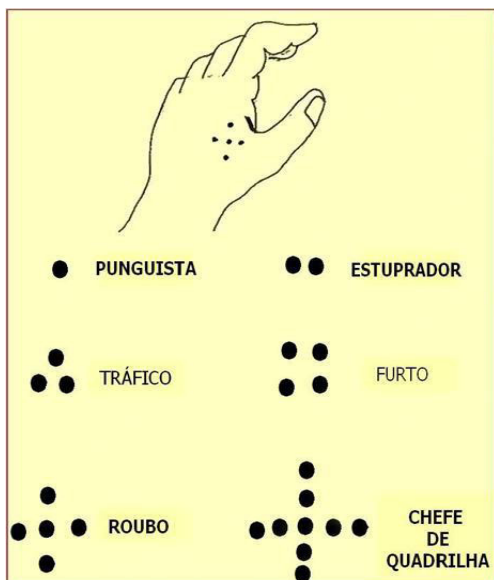 PUNGUISTA
ESTUPRADOR
TRÁFICO
FURTO
ROUBO
CHEFE
DE
QUADRILHA